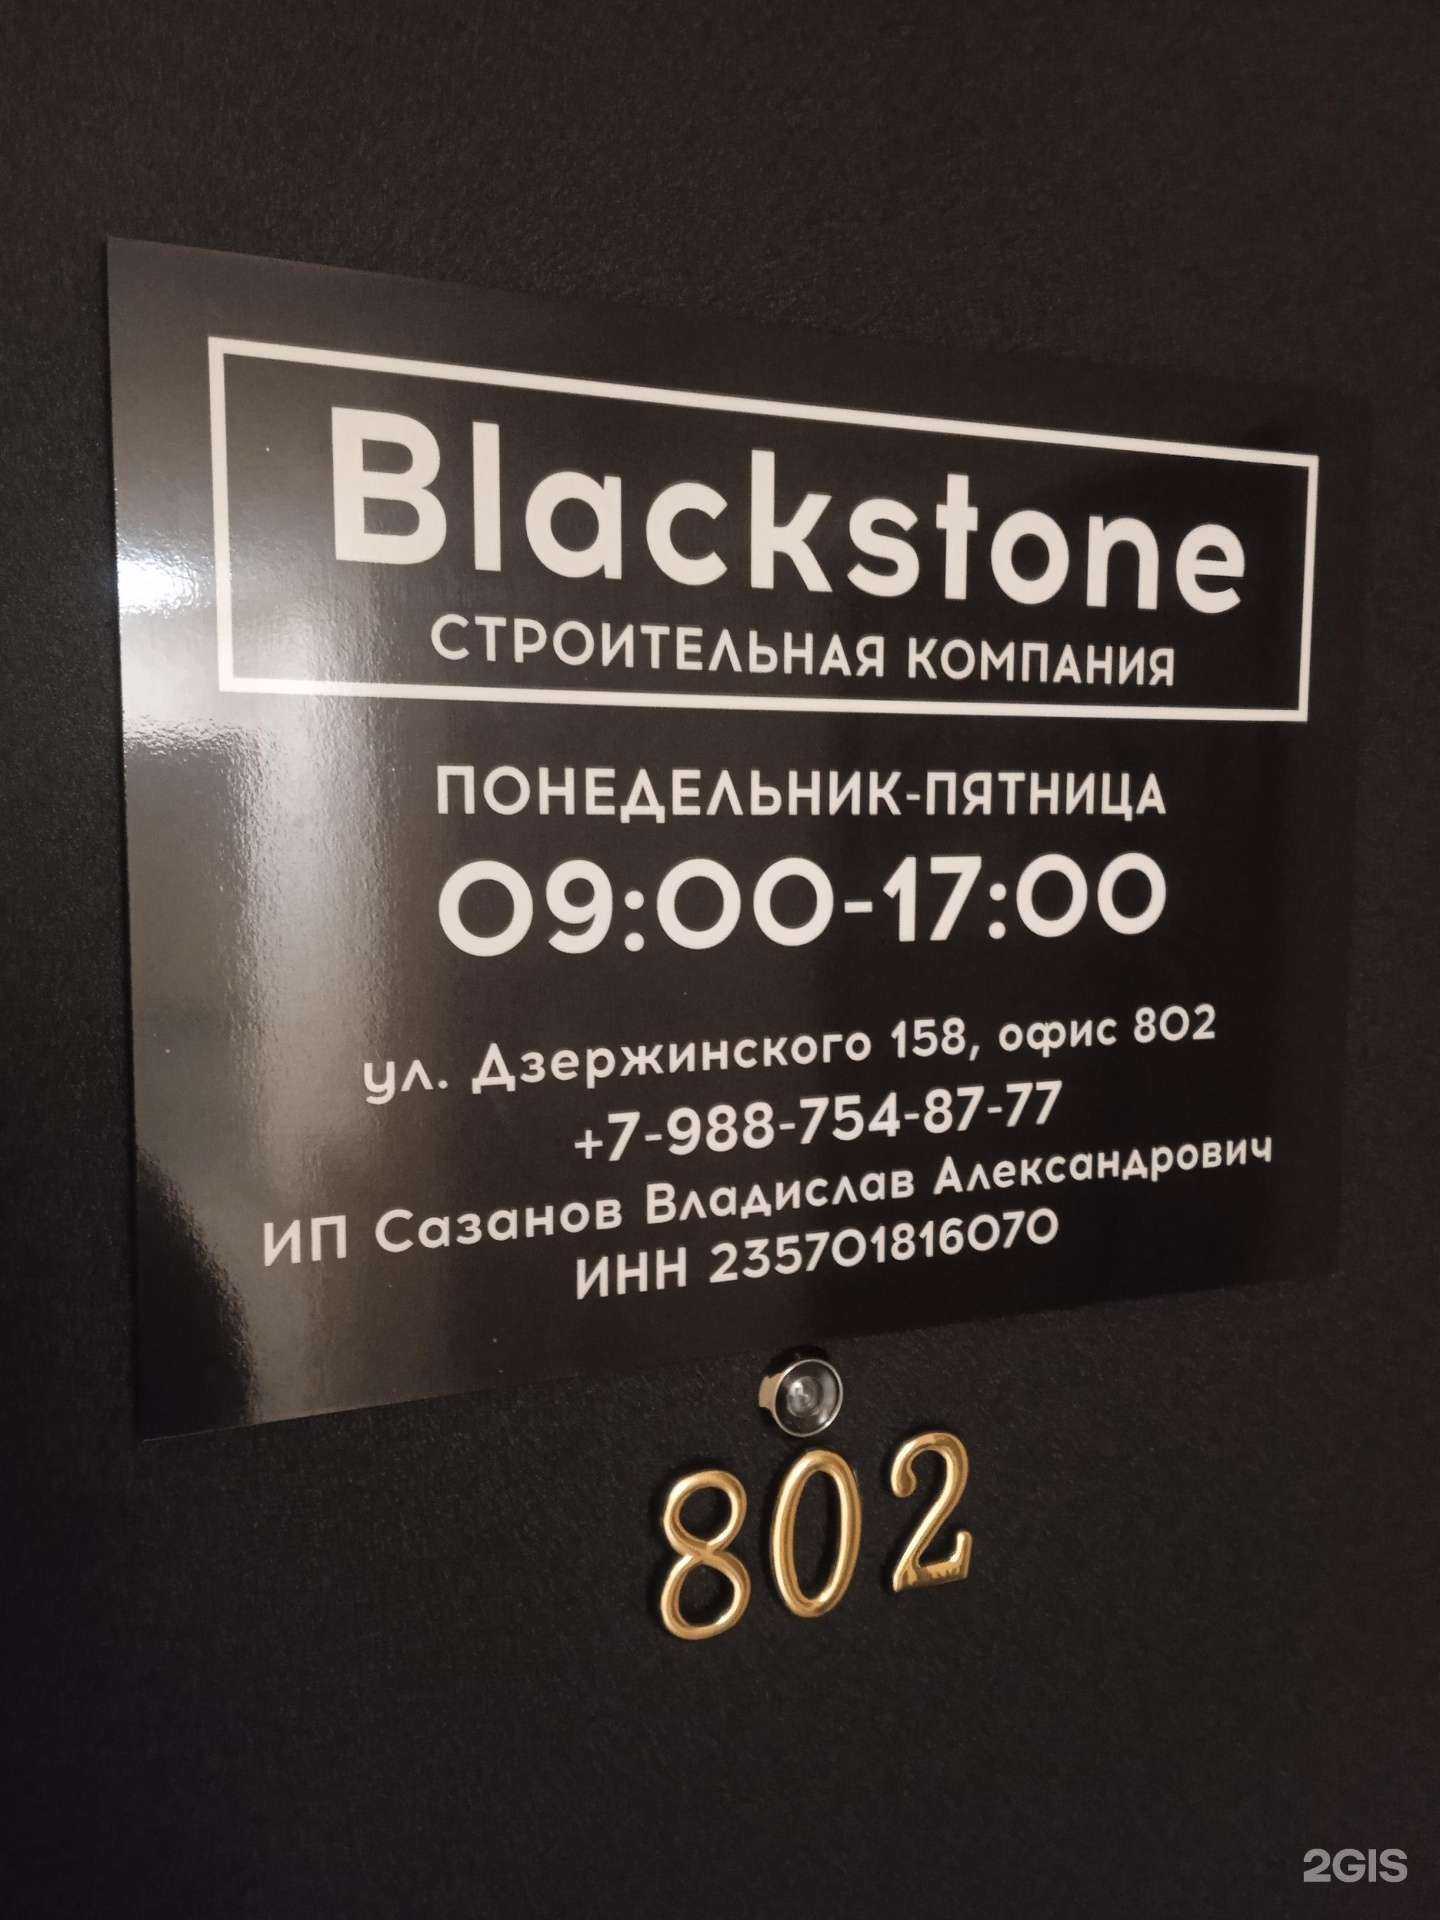 Blackstone
СТРОИТЕЛЬНАЯ КОМПАНИЯ
ПОНЕДЕЛЬНИК-ПЯТНИЦА
09:00-17:00
ул. Дзержинского 158, офис 802
+7-988-754-87-77
ИП Сазанов Владислав Александрович
ИНН 235701816070
802
2GIS